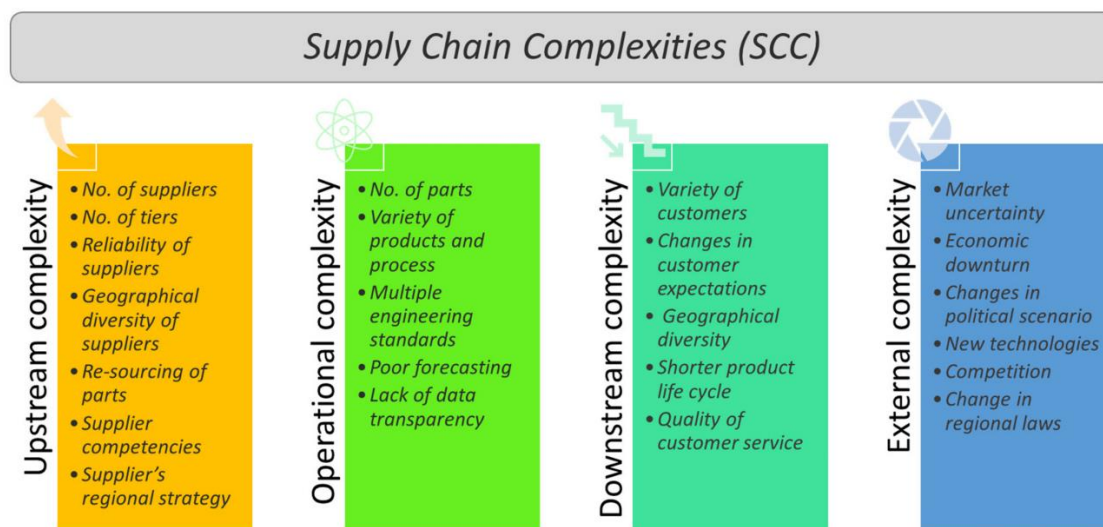 Supply Chain Complexities (SCC)
Upstream complexity
• No. of suppliers
• No. of tiers
• Reliability of
suppliers
• Geographical
diversity of
suppliers
• Re-sourcing of
parts
• Supplier
competencies
• Supplier’s
regional strategy
Operational complexity
• No. of parts
• Variety of
products and
process
• Multiple
engineering
standards
• Poor forecasting
• Lack of data
transparency
Downstream complexity
• Variety of
customers
• Changes in
customer
expectations
• Geographical
diversity
• Shorter product
life cycle
• Quality of
customer service
External complexity
• Market
uncertainty
• Economic
downturn
• Changes in
political scenario
• New technologies
• Competition
• Change in
regional laws